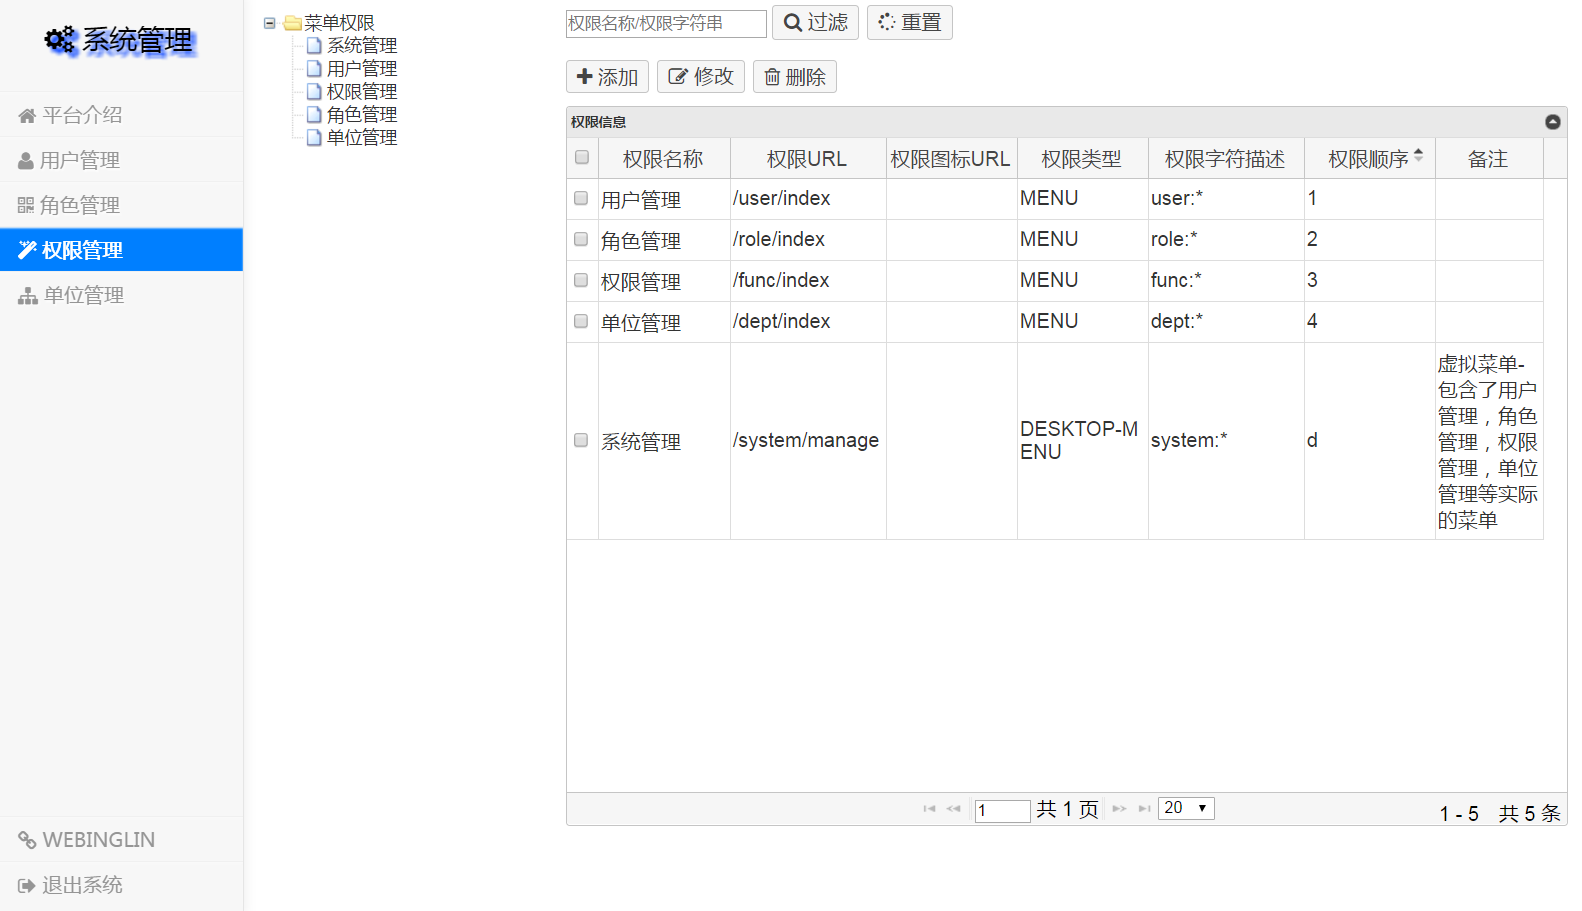 系统管理
平台介绍
用户管理
角色管理
权限管理
单位管理
WEBINGLIN
退出系统
菜单权限
系统管理
用户管理
权限管理
角色管理
单位管理
权限名称/权限字符串 过滤 重置
添加 修改 删除
权限信息
权限名称 权限URL 权限图标URL 权限类型 权限字符描述 权限顺序 备注
用户管理 /user/index MENU user:* 1
角色管理 /role/index MENU role:* 2
权限管理 /func/index MENU func:* 3
单位管理 /dept/index MENU dept:* 4
系统管理 /system/manage DESKTOP-M
ENU system:* d 虚拟菜单-
包含了用户
管理，角色
管理，权限
管理，单位
管理等实际
的菜单
1 共 1 页 20 1 - 5 共 5 条